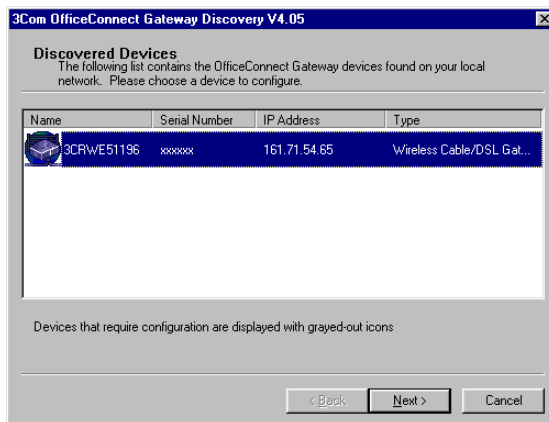 3Com OfficeConnect Gateway Discovery V4.05
Discovered Devices
The following list contains the OfficeConnect Gateway devices found on your local
network. Please choose a device to configure.
Name Serial Number IP Address Type
3CRWE51196 xxxxxx 161.71.54.65 Wireless Cable/DSL Gat...
Devices that require configuration are displayed with grayed-out icons
< Back Next > Cancel